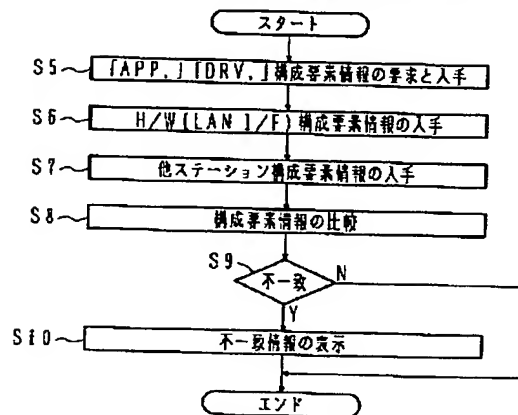 スタート
S5 「APP.」「DRV.」構成要素情報の要求と入手
S6 H/W(LAN I/F)構成要素情報の入手
S7 他ステーション構成要素情報の入手
S8 構成要素情報の比較
S9 不一致 N
Y
S10 不一致情報の表示
エンド